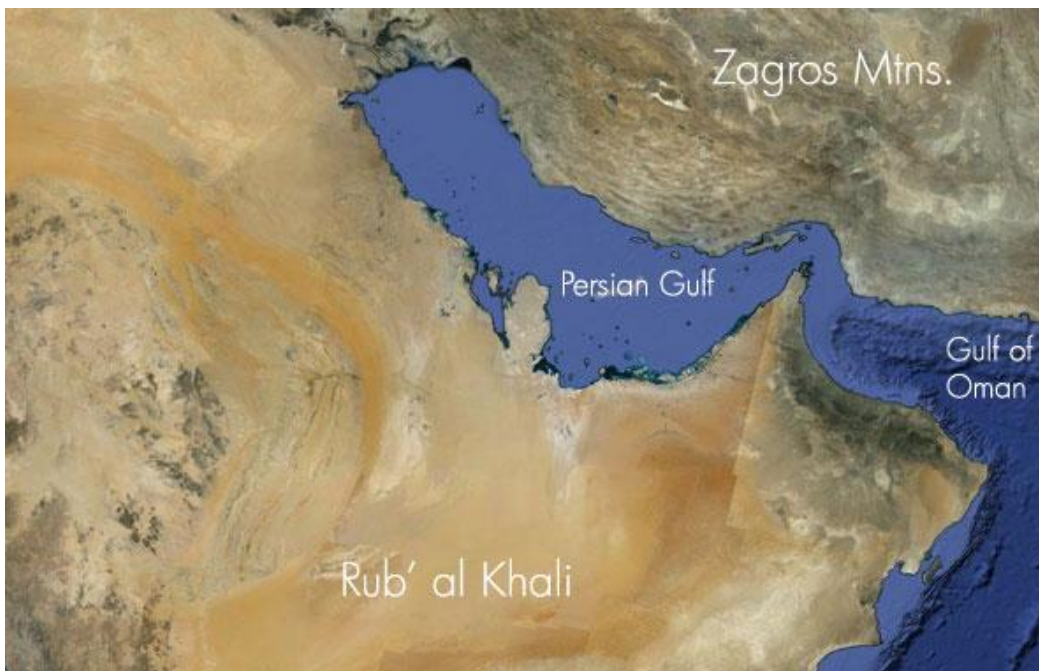 Zagros Mtns.
Persian Gulf
Gulf of
Oman
Rub' al Khali